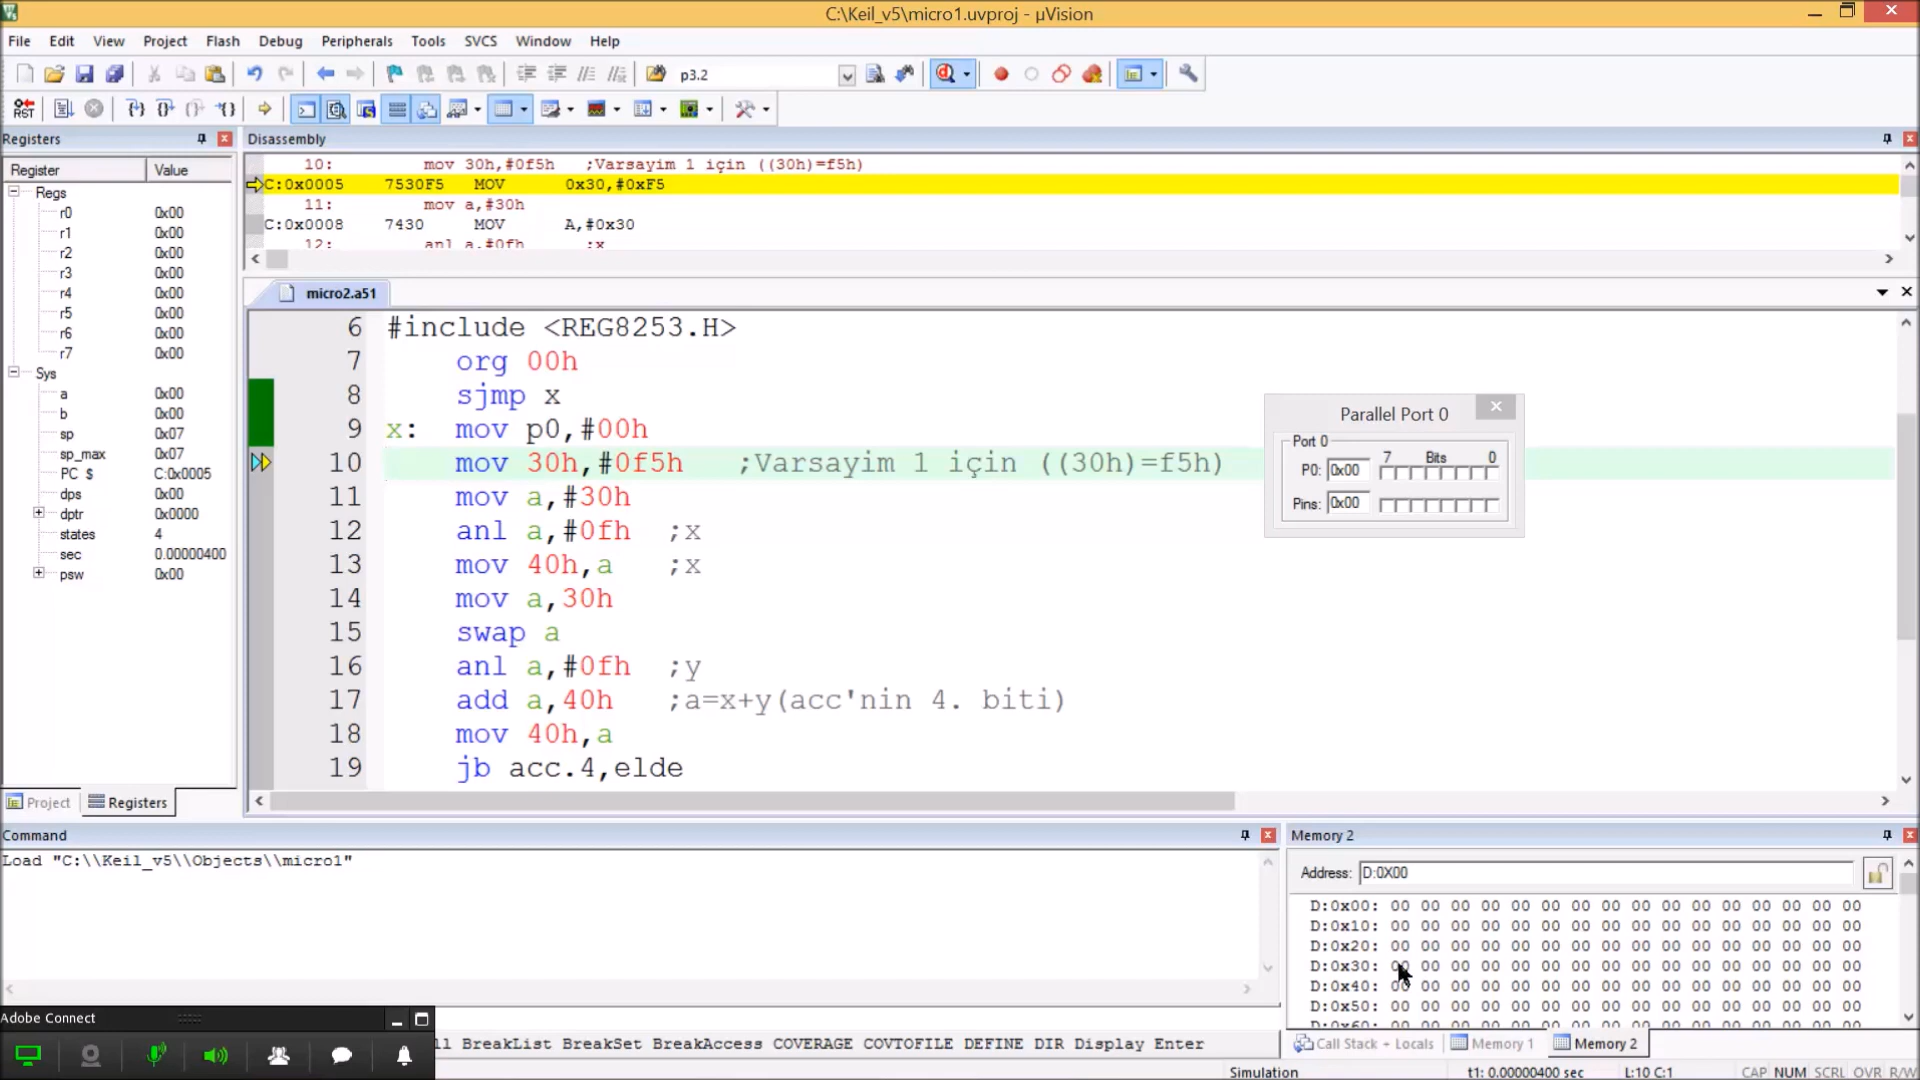 C:\Keil_v5\micro1.uvproj - µVision
File Edit View Project Flash Debug Peripherals Tools SVCS Window Help
p3.2
RST
Registers
Disassembly
Register Value
Regs
r0 0x00
r1 0x00
r2 0x00
r3 0x00
r4 0x00
r5 0x00
r6 0x00
r7 0x00
Sys
a 0x00
b 0x00
sp 0x07
sp_max 0x07
PC $ C:0x0005
dps 0x00
dptr 0x0000
states 4
sec 0.00000400
psw 0x00
Project Registers
10: mov 30h,#0f5h ;Varsayim 1 için ((30h)=f5h)
C:0x0005 7530F5 MOV 0x30,#0xF5
11: mov a,#30h
C:0x0008 7430 MOV A,#0x30
12: anl a,#0fh ;x
micro2.a51
6 #include <REG8253.H>
7 org 00h
8 sjmp x
9 x: mov p0,#00h
10 mov 30h,#0f5h ;Varsayim 1 için ((30h)=f5h)
11 mov a,#30h
12 anl a,#0fh ;x
13 mov 40h,a ;x
14 mov a,30h
15 swap a
16 anl a,#0fh ;y
17 add a,40h ;a=x+y(acc'nin 4. biti)
18 mov 40h,a
19 jb acc.4,elde
Parallel Port 0
Port 0
7 Bits 0
P0: 0x00
Pins: 0x00
Command
Load "C:\\Keil_v5\\Objects\\micro1"
BreakList BreakSet BreakAccess COVERAGE COVTOFILE DEFINE DIR Display Enter
Memory 2
Address: D:0X00
D:0x00: 00 00 00 00 00 00 00 00 00 00 00 00 00 00 00 00
D:0x10: 00 00 00 00 00 00 00 00 00 00 00 00 00 00 00 00
D:0x20: 00 00 00 00 00 00 00 00 00 00 00 00 00 00 00 00
D:0x30: 00 00 00 00 00 00 00 00 00 00 00 00 00 00 00 00
D:0x40: 00 00 00 00 00 00 00 00 00 00 00 00 00 00 00 00
D:0x50: 00 00 00 00 00 00 00 00 00 00 00 00 00 00 00 00
Call Stack + Locals Memory 1 Memory 2
Adobe Connect
Simulation t1: 0.00000400 sec L:10 C:1 CAP NUM SCRL OVR R/W